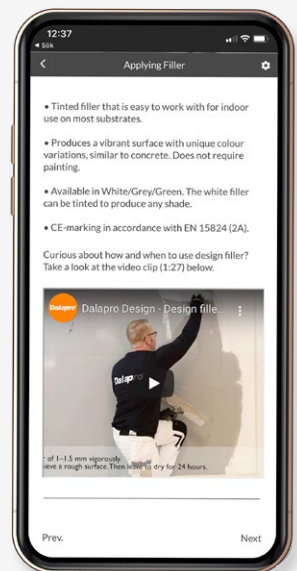 12:37
Sök
Applying Filler
• Tinted filler that is easy to work with for indoor
use on most substrates.
• Produces a vibrant surface with unique colour
variations, similar to concrete. Does not require
painting.
• Available in White/Grey/Green. The white filler
can be tinted to produce any shade.
• CE-marking in accordance with EN 15824 (2A).
Curious about how and when to use design filler?
Take a look at the video clip (1:27) below.
Dalapro
Dalapro Design - Design fille...
Dalapro
r of 1–1.5 mm vigorously.
ieve a rough surface. Then leave to dry for 24 hours.
Prev.
Next